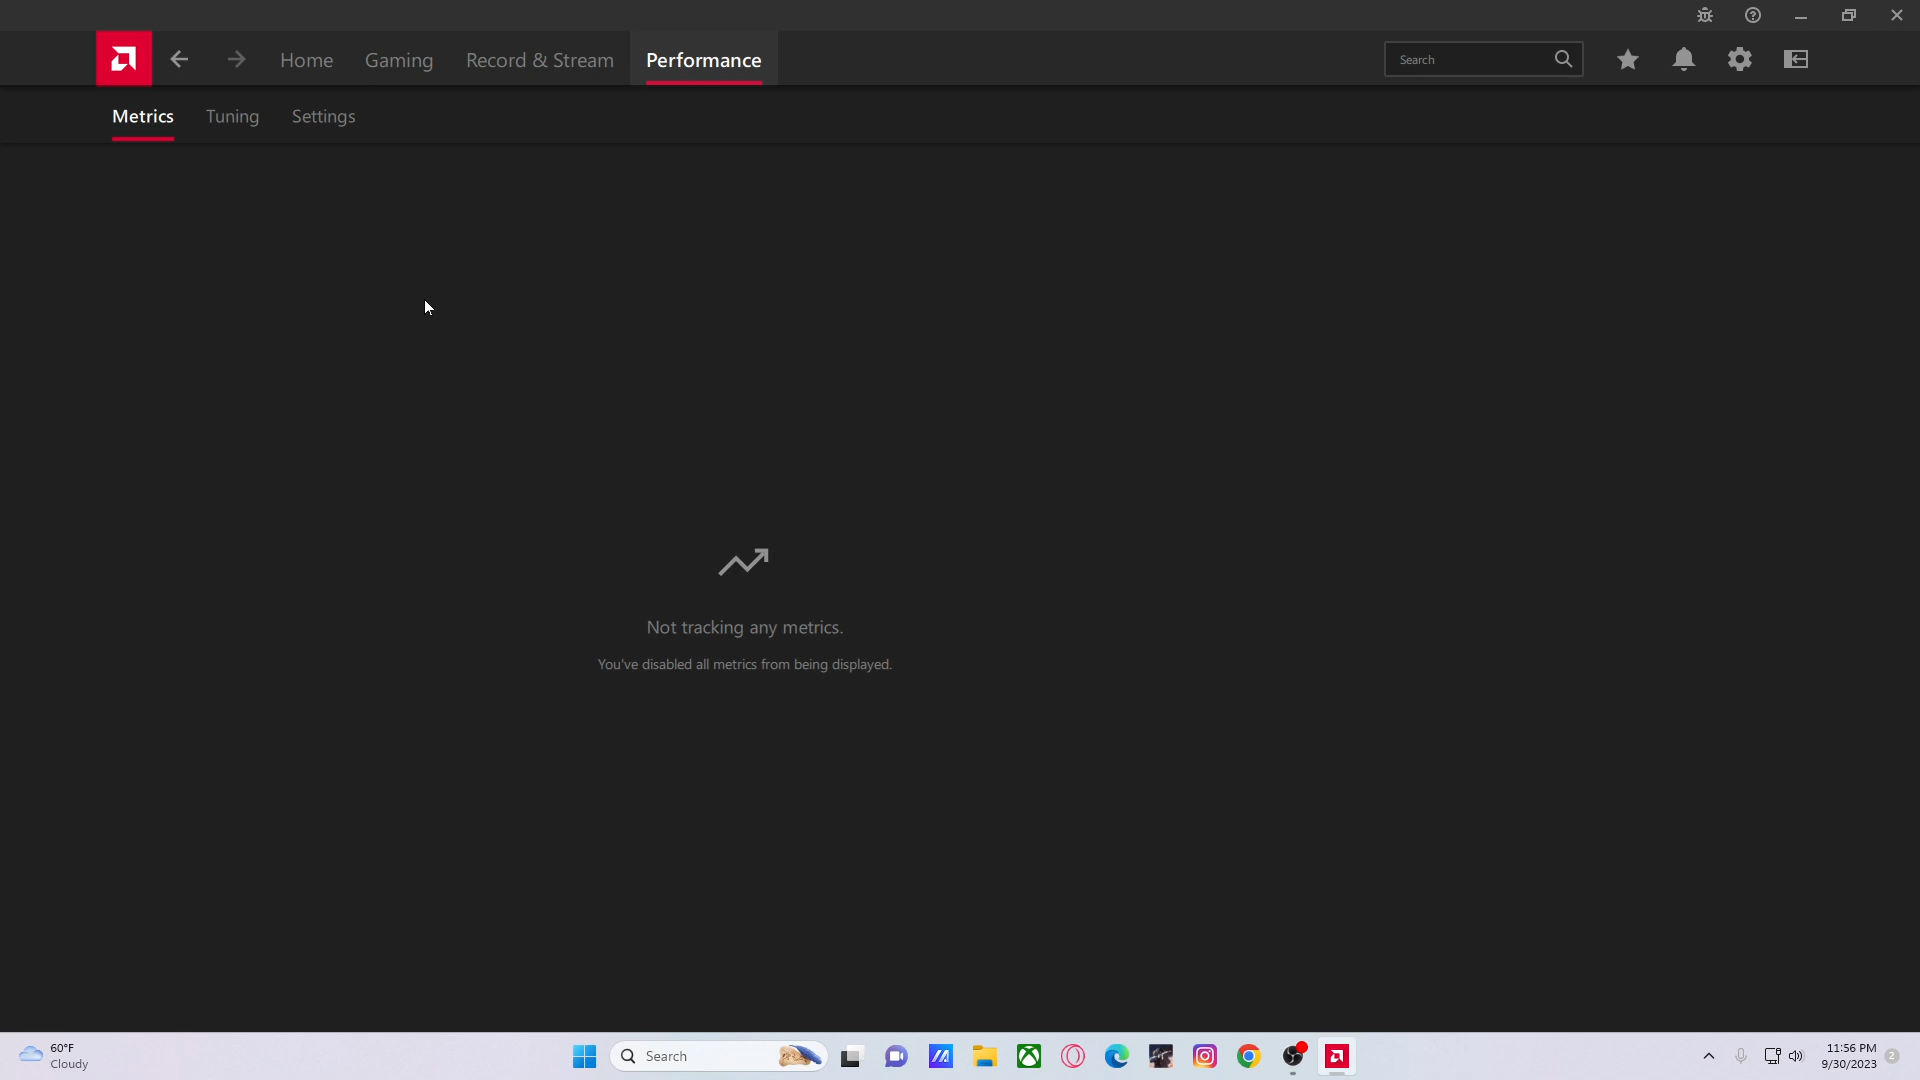 Home Gaming Record & Stream Performance Search
Metrics Tuning Settings
Not tracking any metrics.
You've disabled all metrics from being displayed.
60°F
Cloudy
Search
11:56 PM
9/30/2023
2